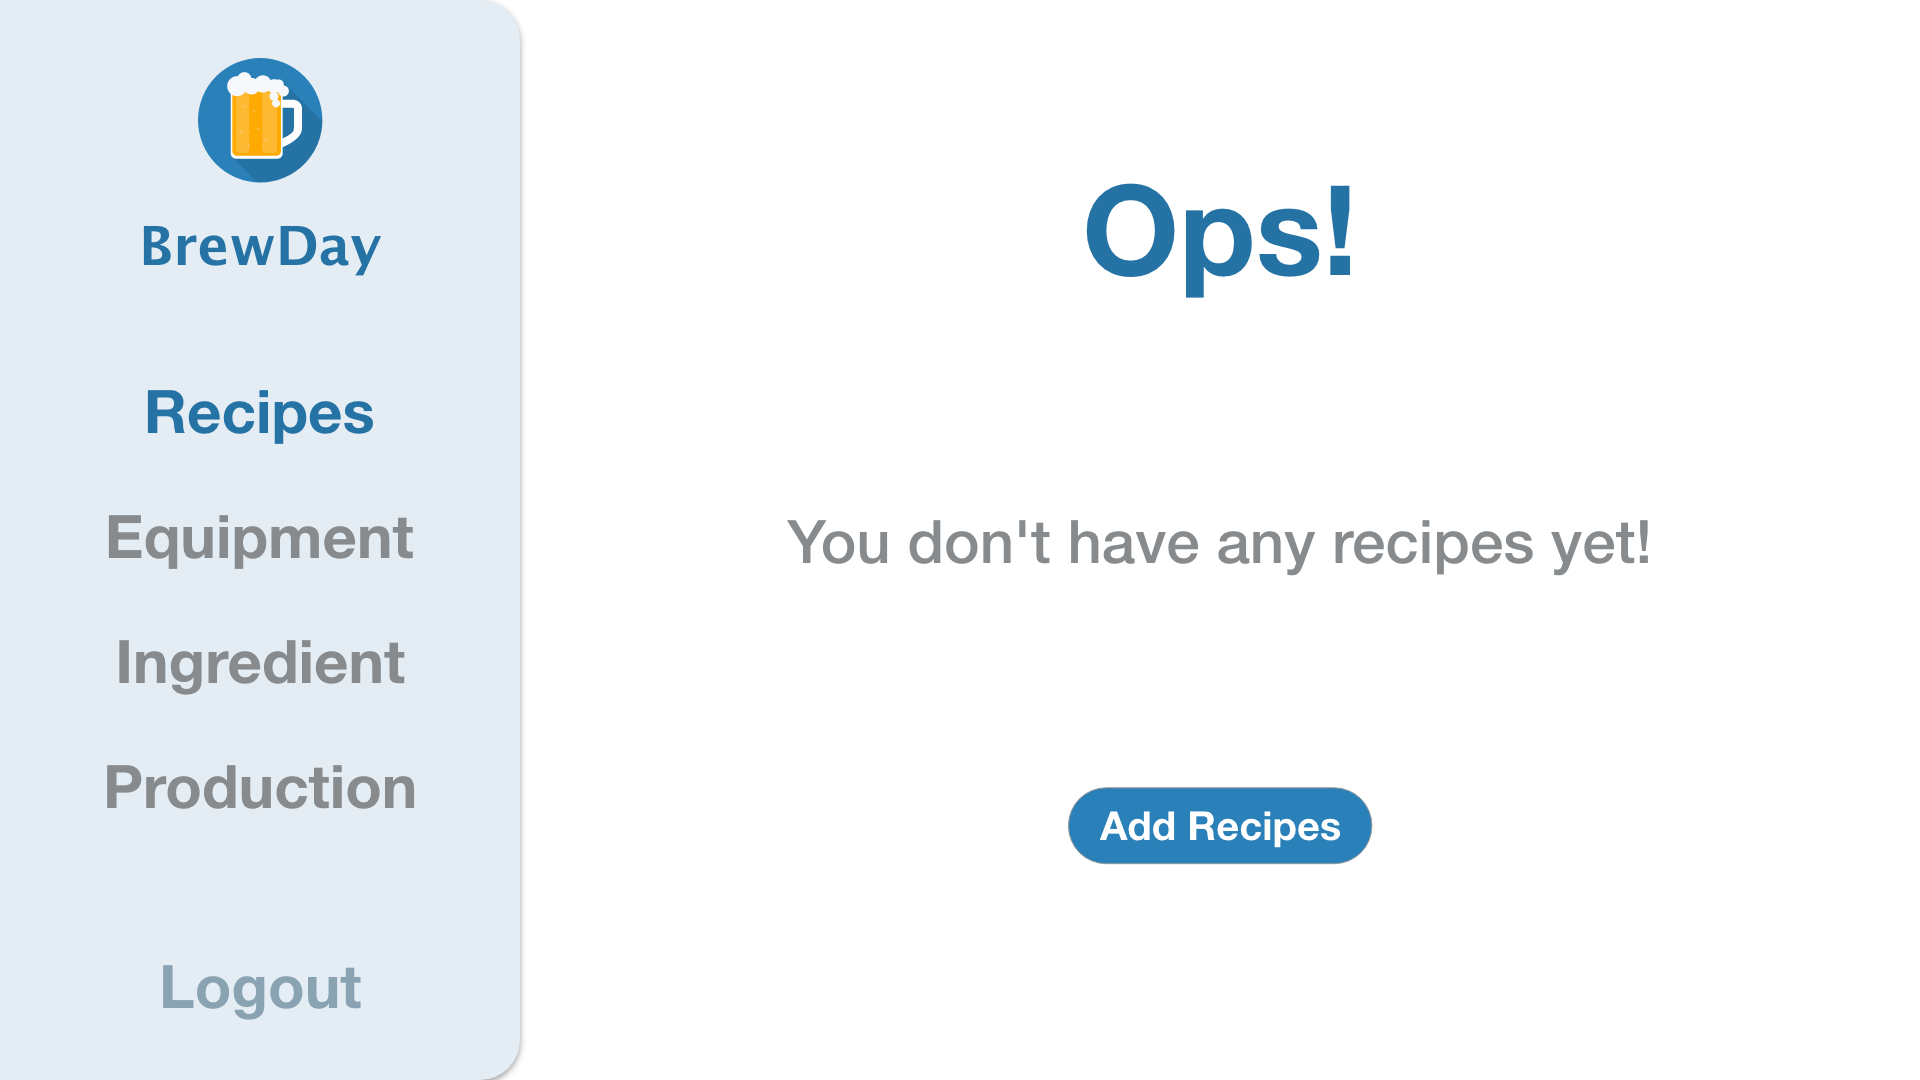 BrewDay
Recipes
Equipment
Ingredient
Production
Logout
Ops!
You don't have any recipes yet!
Add Recipes